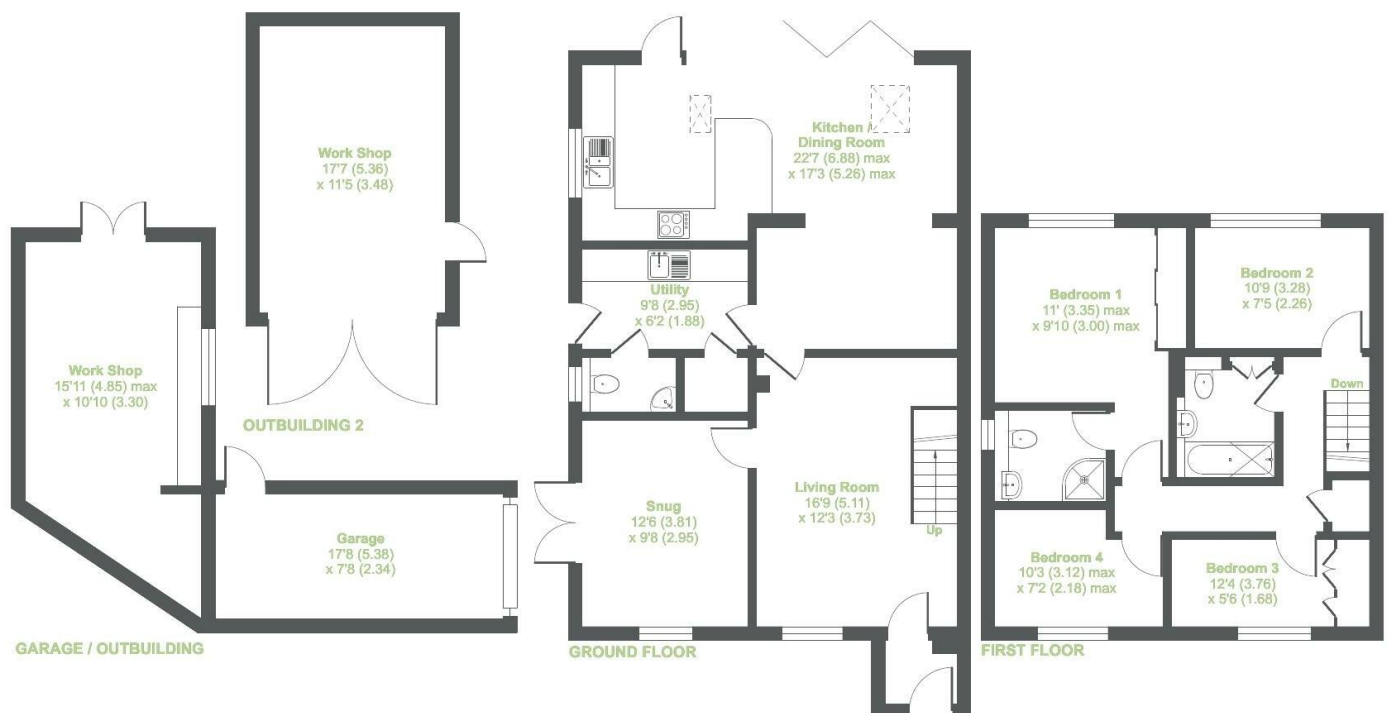 Work Shop
17'7 (5.36)
x 11'5 (3.48)
Work Shop
15'11 (4.85) max
x 10'10 (3.30)
OUTBUILDING 2
Garage
17'8 (5.38)
x 7'8 (2.34)
GARAGE / OUTBUILDING
Kitchen /
Dining Room
22'7 (6.88) max
x 17'3 (5.26) max
Utility
9'8 (2.95)
x 6'2 (1.88)
Snug
12'6 (3.81)
x 9'8 (2.95)
Living Room
16'9 (5.11)
x 12'3 (3.73)
Up
GROUND FLOOR
Bedroom 1
11' (3.35) max
x 9'10 (3.00) max
Bedroom 2
10'9 (3.28)
x 7'5 (2.26)
Down
Bedroom 4
10'3 (3.12) max
x 7'2 (2.18) max
Bedroom 3
12'4 (3.76)
x 5'6 (1.68)
FIRST FLOOR